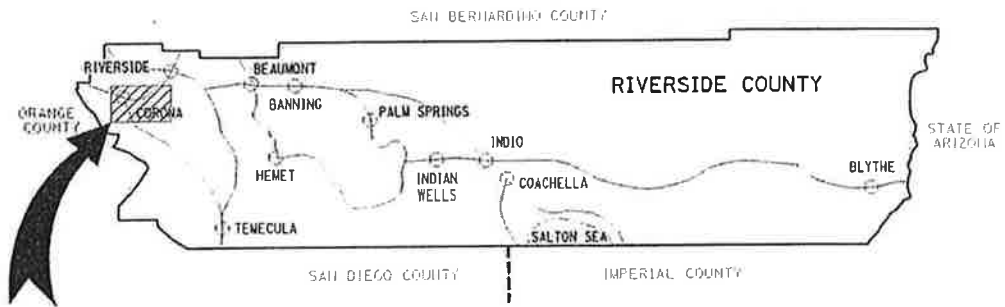 SAN BERNARDINO COUNTY
RIVERSIDE
BEAUMONT
BANNING
RIVERSIDE COUNTY
ORANGE
COUNTY
CORONA
PALM SPRINGS
STATE OF
ARIZONA
HEMET
INDIAN
WELLS
INDIO
COACHELLA
BLYTHE
TEMECULA
SALTON SEA
SAN DIEGO COUNTY
IMPERIAL COUNTY